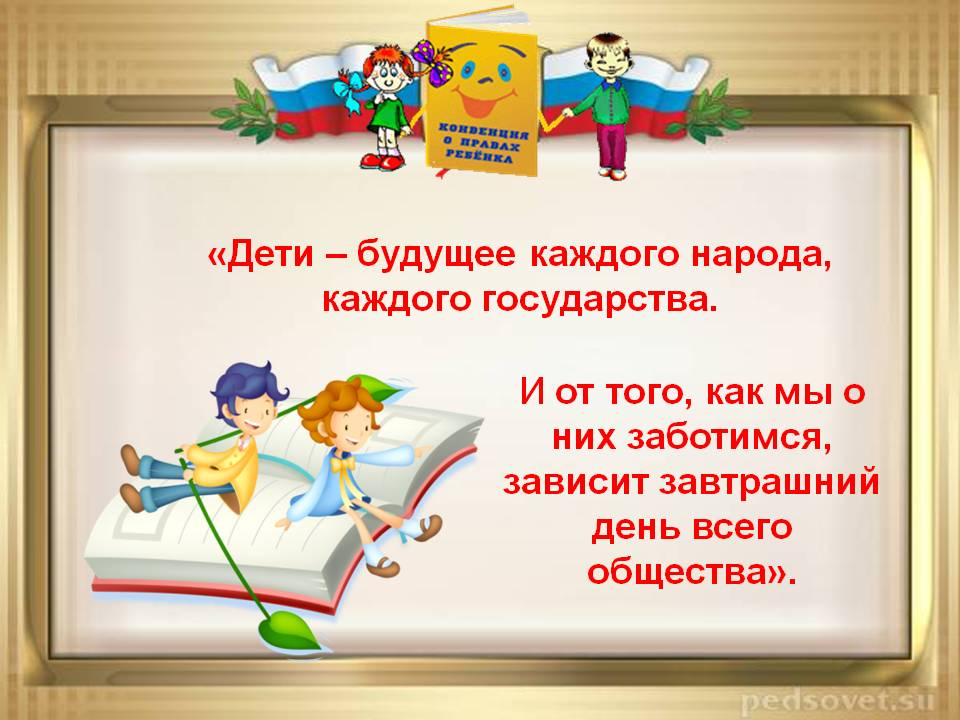 КОНВЕНЦИЯ
О ПРАВАХ
РЕБЁНКА
«Дети – будущее каждого народа,
каждого государства.
И от того, как мы о
них заботимся,
зависит завтрашний
день всего
общества».
pedsovet.su